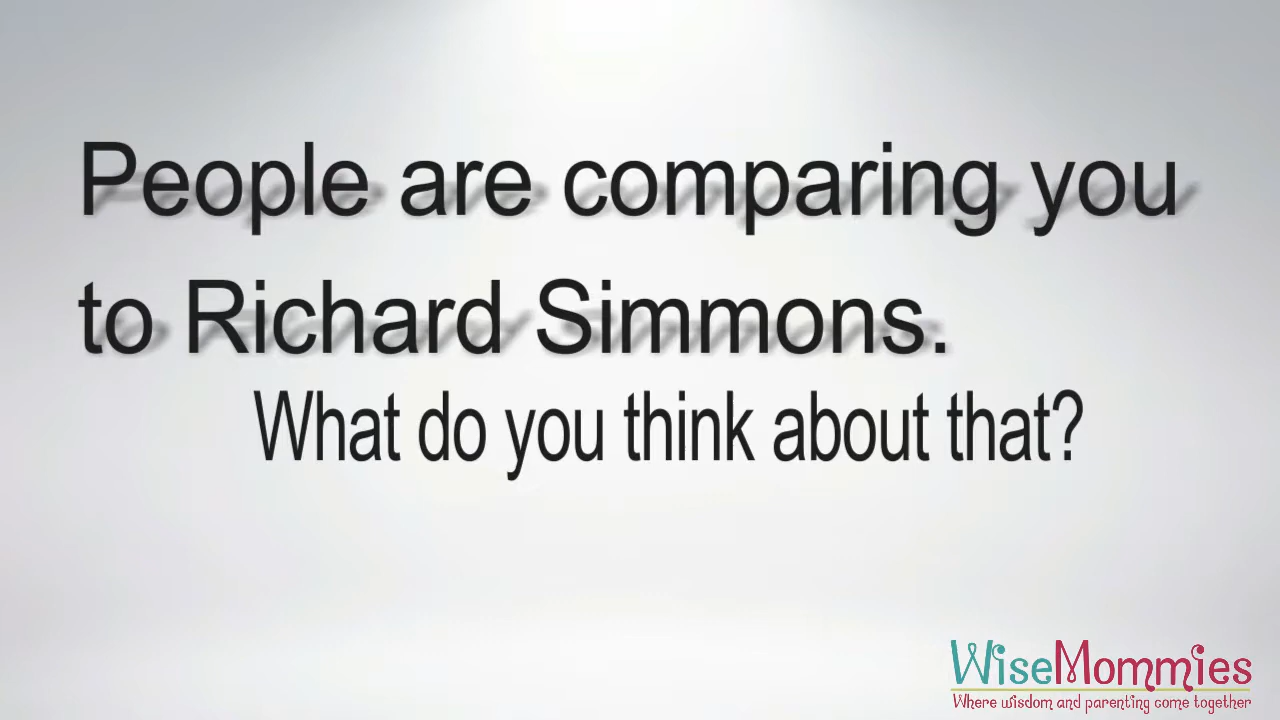 People are comparing you
to Richard Simmons.
What do you think about that?
WiseMommies
Where wisdom and parenting come together